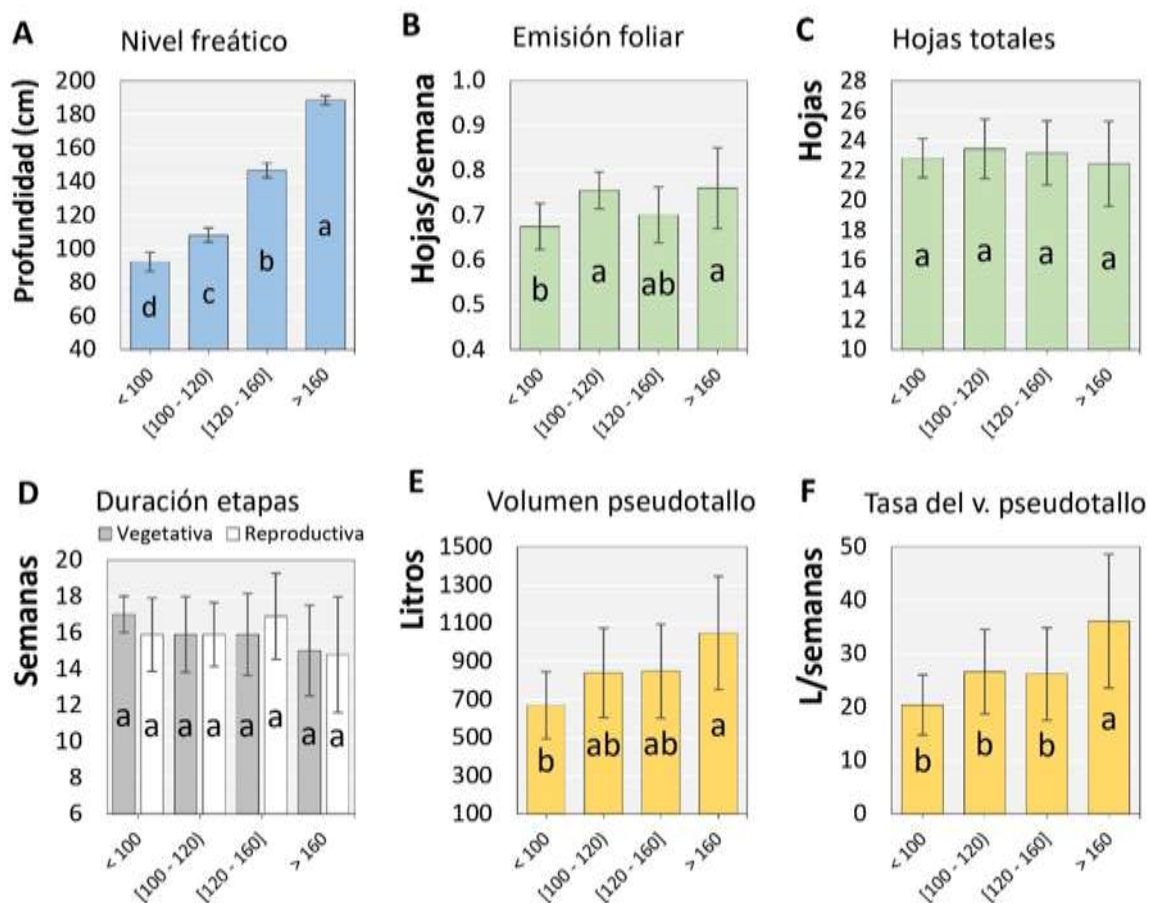 A
Nivel freático
Profundidad (cm)
200
180
160
140
120
100
80
60
40
d
c
b
a
< 100
[100 - 120)
[120 - 160]
> 160
B
Emisión foliar
Hojas/semana
1.0
0.9
0.8
0.7
0.6
0.5
0.4
b
a
ab
a
< 100
[100 - 120)
[120 - 160]
> 160
C
Hojas totales
Hojas
28
26
24
22
20
18
16
14
12
10
a
a
a
a
< 100
[100 - 120)
[120 - 160]
> 160
D
Duración etapas
Vegetativa Reproductiva
Semanas
20
18
16
14
12
10
8
6
a
a
a
a
a
a
a
a
< 100
[100 - 120)
[120 - 160]
> 160
E
Volumen pseudotallo
Litros
1500
1300
1100
900
700
500
300
100
b
ab
ab
a
< 100
[100 - 120)
[120 - 160]
> 160
F
Tasa del v. pseudotallo
L/semanas
50
40
30
20
10
0
b
b
b
a
< 100
[100 - 120)
[120 - 160]
> 160